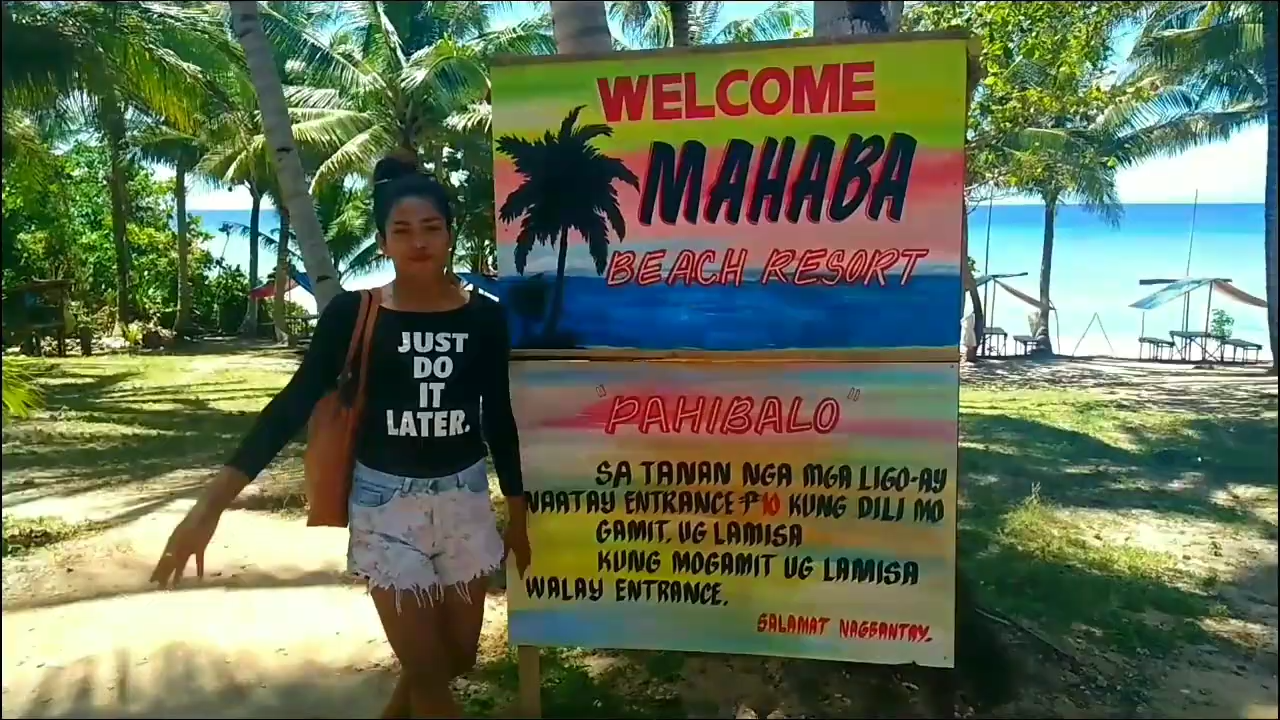 WELCOME
MAHABA
BEACH RESORT
"PAHIBALO"
SA TANAN NGA MGA LIGO-AY
NAATAY ENTRANCE ₱10 KUNG DILI MO
GAMIT. UG LAMISA
KUNG MOGAMIT UG LAMISA
WALAY ENTRANCE.
SALAMAT NAGBANTAY.
JUST
DO
IT
LATER.